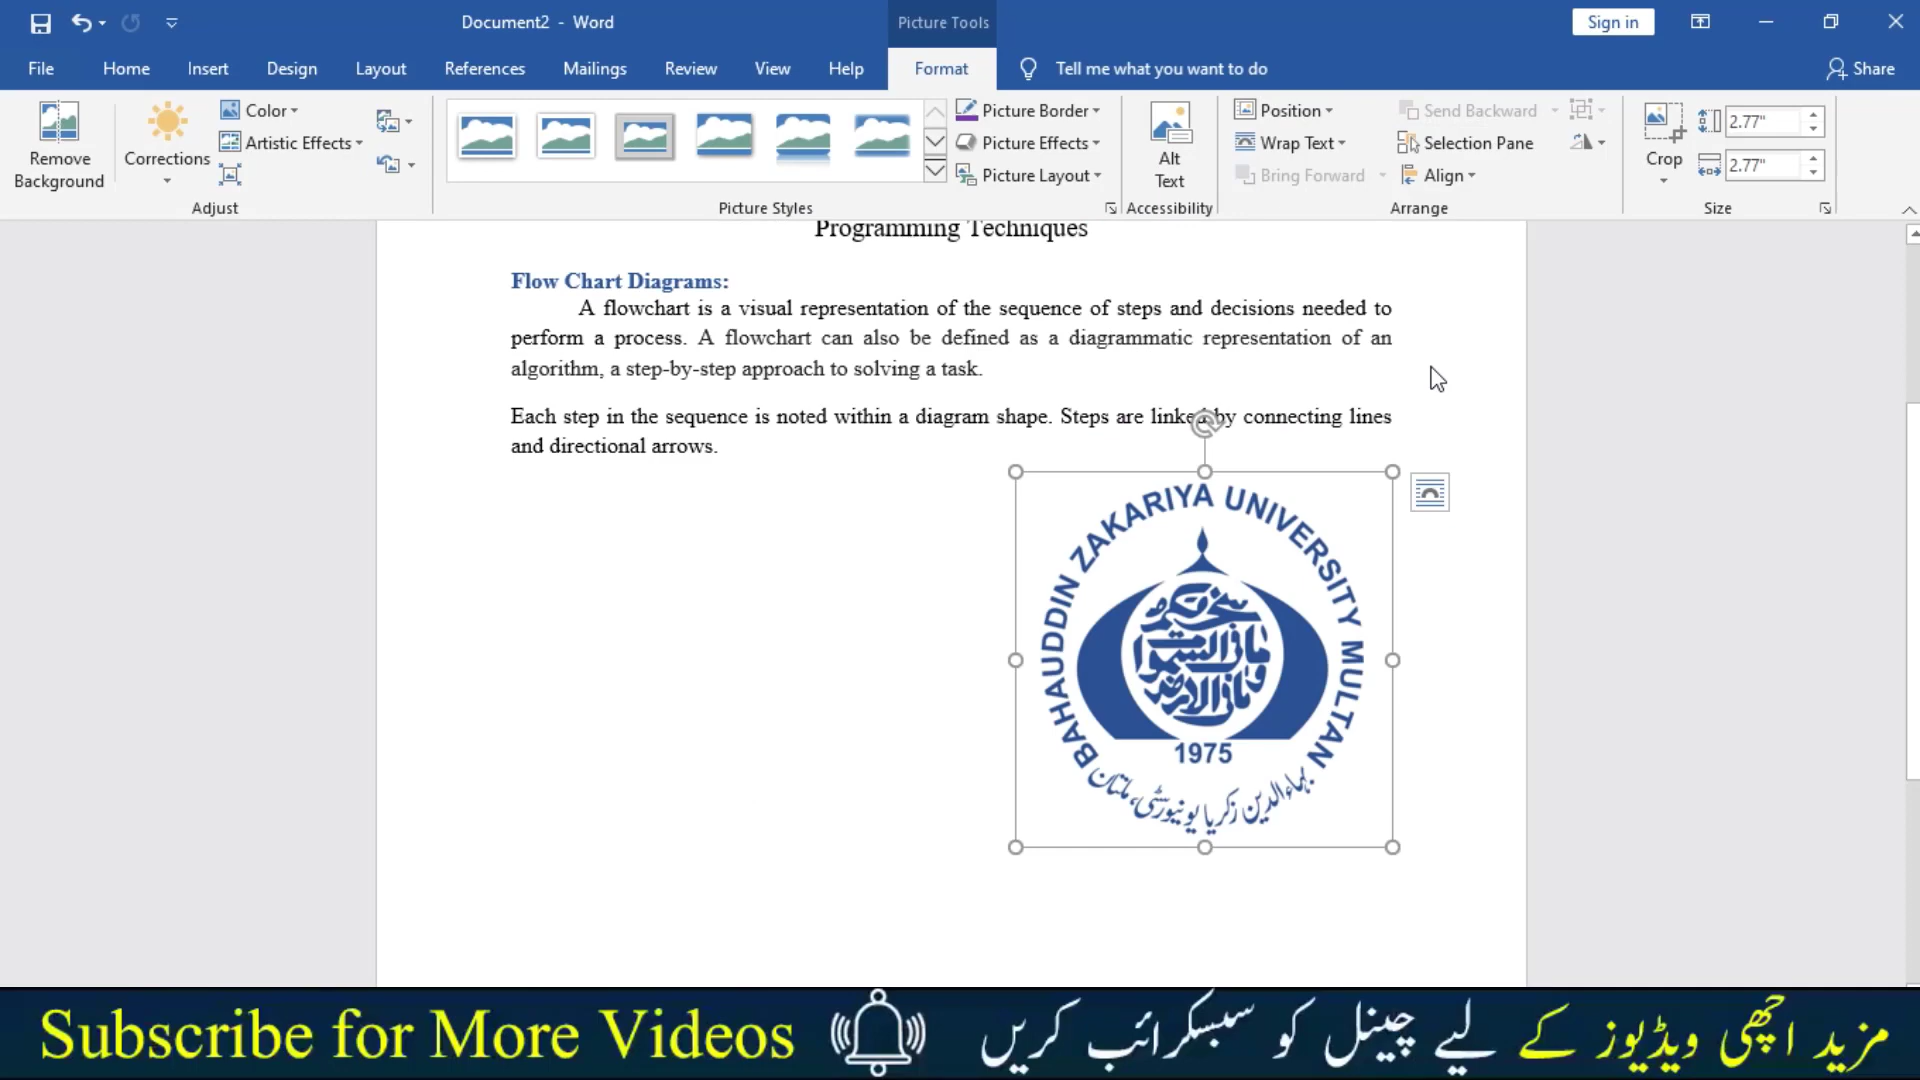 Document2 - Word
Picture Tools
Sign in
File
Home
Insert
Design
Layout
References
Mailings
Review
View
Help
Format
Tell me what you want to do
Share
Remove Background
Corrections
Color
Artistic Effects
Adjust
Picture Border
Picture Effects
Picture Layout
Picture Styles
Alt Text
Accessibility
Position
Wrap Text
Bring Forward
Send Backward
Selection Pane
Align
Arrange
Crop
2.77"
2.77"
Size
Programming Techniques
Flow Chart Diagrams:
A flowchart is a visual representation of the sequence of steps and decisions needed to
perform a process. A flowchart can also be defined as a diagrammatic representation of an
algorithm, a step-by-step approach to solving a task.
Each step in the sequence is noted within a diagram shape. Steps are linked by connecting lines
and directional arrows.
BAHAUDDIN ZAKARIYA UNIVERSITY MULTAN
1975
بہاءالدین زکریا یونیورسٹی، ملتان
Subscribe for More Videos
مزید اچھی ویڈیوز کے لیے چینل کو سبسکرائب کریں